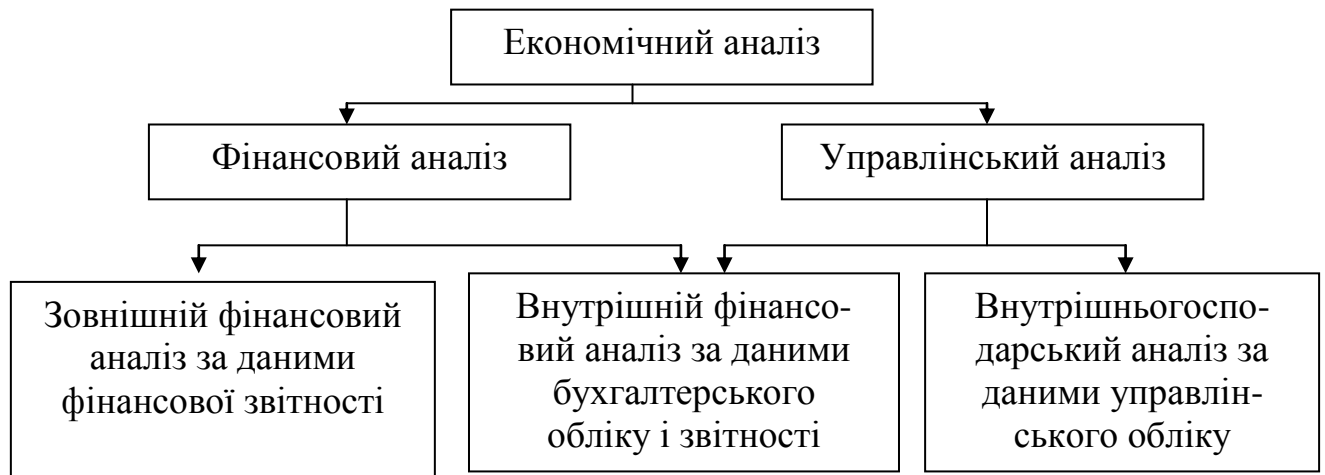 Економічний аналіз
Фінансовий аналіз
Управлінський аналіз
Зовнішній фінансовий
аналіз за даними
фінансової звітності
Внутрішній фінансо-
вий аналіз за даними
бухгалтерського
обліку і звітності
Внутрішньогоспо-
дарський аналіз за
даними управлін-
ського обліку